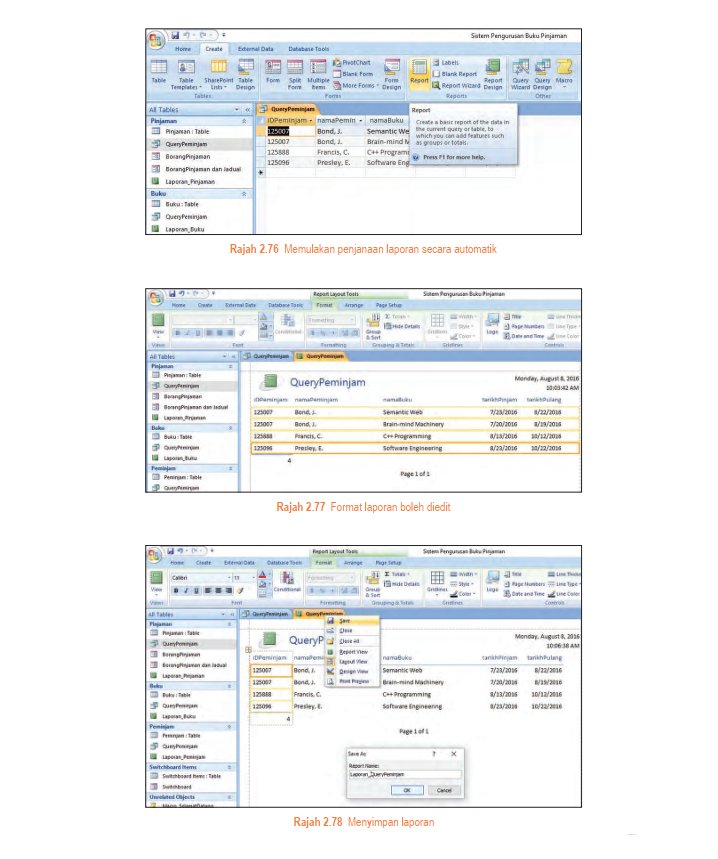 Sistem Pengurusan Buku Pinjaman
Home Create External Data Database Tools
PivotChart Labels
Blank Form Blank Report
More Forms Report Wizard
Table Table Templates SharePoint Lists Table Design Form Split Form Multiple Items Form Design Report Report Design Query Wizard Query Design Macro
Tables Forms Reports Other
All Tables QueryPeminjam Report
Pinjaman IDPeminjam namaPemin namaBuku Create a basic report of the data in
Pinjaman : Table 125007 Bond, J. Semantic We the current query or table, to
QueryPeminjam 125007 Bond, J. Brain-mind M which you can add features such
BorangPinjaman 125888 Francis, C. C++ Programm as groups or totals.
BorangPinjaman dan Jadual 125096 Presley, E. Software Eng Press F1 for more help.
Laporan_Pinjaman
Buku
Buku : Table
QueryPeminjam
Laporan_Buku
Rajah 2.76 Memulakan penjanaan laporan secara automatik
Report Layout Tools Sistem Pengurusan Buku Pinjaman
Home Create External Data Database Tools Format Arrange Page Setup
Totals Width Title Line Thickn
Formatting Hide Details Style Page Numbers Line Type
View Conditional Group & Sort Gridlines Color Logo Date and Time Line Color
Views Font Formatting Grouping & Totals Gridlines Controls
All Tables QueryPeminjam QueryPeminjam
Pinjaman
Pinjaman : Table QueryPeminjam Monday, August 8, 2016
QueryPeminjam 10:03:42 AM
BorangPinjaman IDPeminjam namaPeminjam namaBuku tarikhPinjam tarikhPulang
BorangPinjaman dan Jadual 125007 Bond, J. Semantic Web 7/23/2016 8/22/2016
Laporan_Pinjaman 125007 Bond, J. Brain-mind Machinery 7/20/2016 8/19/2016
Buku
Buku : Table 125888 Francis, C. C++ Programming 8/13/2016 10/12/2016
QueryPeminjam 125096 Presley, E. Software Engineering 8/23/2016 10/22/2016
Laporan_Buku 4
Peminjam
Peminjam : Table Page 1 of 1
QueryPeminjam
Rajah 2.77 Format laporan boleh diedit
Report Layout Tools Sistem Pengurusan Buku Pinjaman
Home Create External Data Database Tools Format Arrange Page Setup
Calibri 11 Totals Width Title Line Thickn
Formatting Hide Details Style Page Numbers Line Type
View Conditional Group & Sort Gridlines Color Logo Date and Time Line Color
Views Font Formatting Grouping & Totals Gridlines Controls
All Tables QueryPeminjam QueryPeminjam
Pinjaman Save
Pinjaman : Table Close
QueryPeminjam QueryP Close All Monday, August 8, 2016
BorangPinjaman Report View 10:06:38 AM
BorangPinjaman dan Jadual IDPeminjam namaPemin Layout View namaBuku tarikhPinjam tarikhPulang
Laporan_Pinjaman 125007 Bond, J. Design View Semantic Web 7/23/2016 8/22/2016
Buku 125007 Bond, J. Print Preview Brain-mind Machinery 7/20/2016 8/19/2016
Buku : Table 125888 Francis, C. C++ Programming 8/13/2016 10/12/2016
QueryPeminjam 125096 Presley, E. Software Engineering 8/23/2016 10/22/2016
Laporan_Buku 4
Peminjam Page 1 of 1
Peminjam : Table
QueryPeminjam Save As ? X
Laporan_Peminjam Report Name:
Switchboard Items Laporan_QueryPeminjam
Switchboard Items : Table
Switchboard OK Cancel
Unrelated Objects
Rajah 2.78 Menyimpan laporan